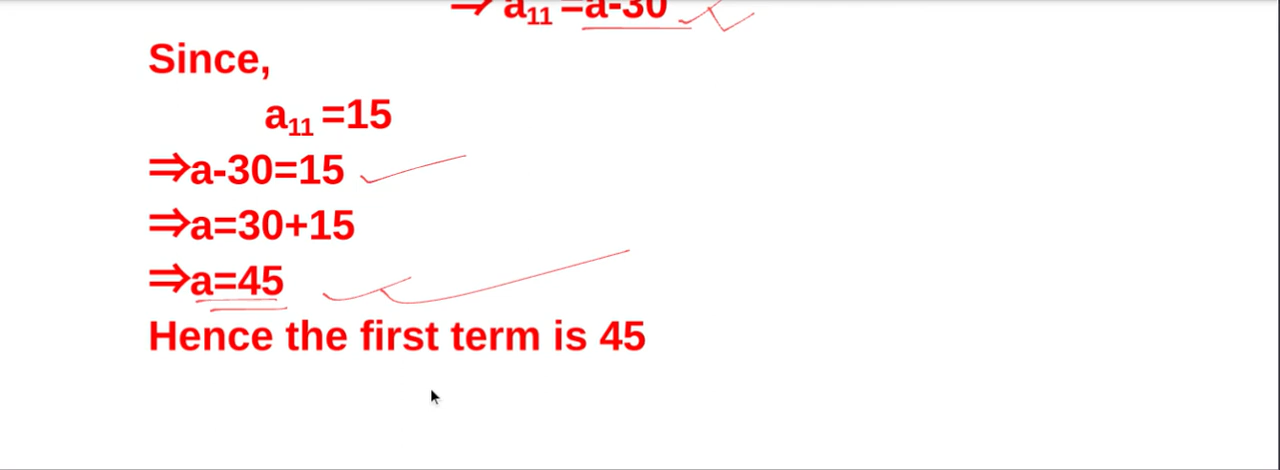 ⇒ a₁₁ =a-30
Since,
a₁₁ =15
⇒a-30=15
⇒a=30+15
⇒a=45
Hence the first term is 45